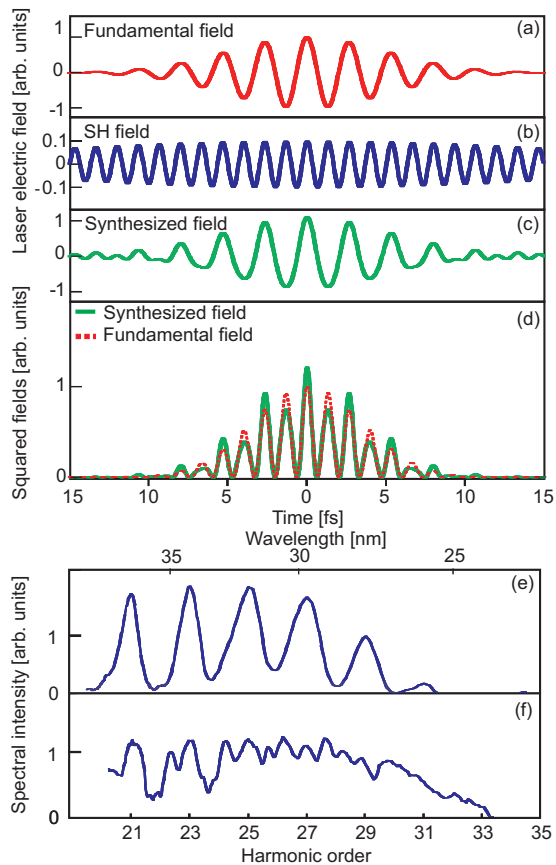 Laser electric field [arb. units]
Fundamental field
(a)
1
0
-1
SH field
(b)
0.1
0
-0.1
Synthesized field
(c)
1
0
-1
Squared fields [arb. units]
Synthesized field
Fundamental field
(d)
1
0
15 10 5 0 5 10 15
Time [fs]
Wavelength [nm]
34 30 28 25
Spectral intensity [arb. units]
(e)
1
0
(f)
1
0
21 23 25 27 29 31 33
Harmonic order